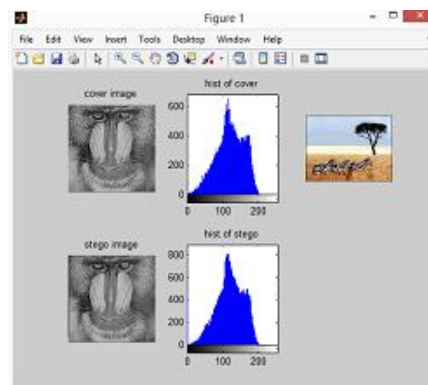 Figure 1
File Edit View Insert Tools Desktop Window Help
cover image
hist of cover
600
400
200
0
0 100 200
stego image
hist of stego
800
600
400
200
0
0 100 200